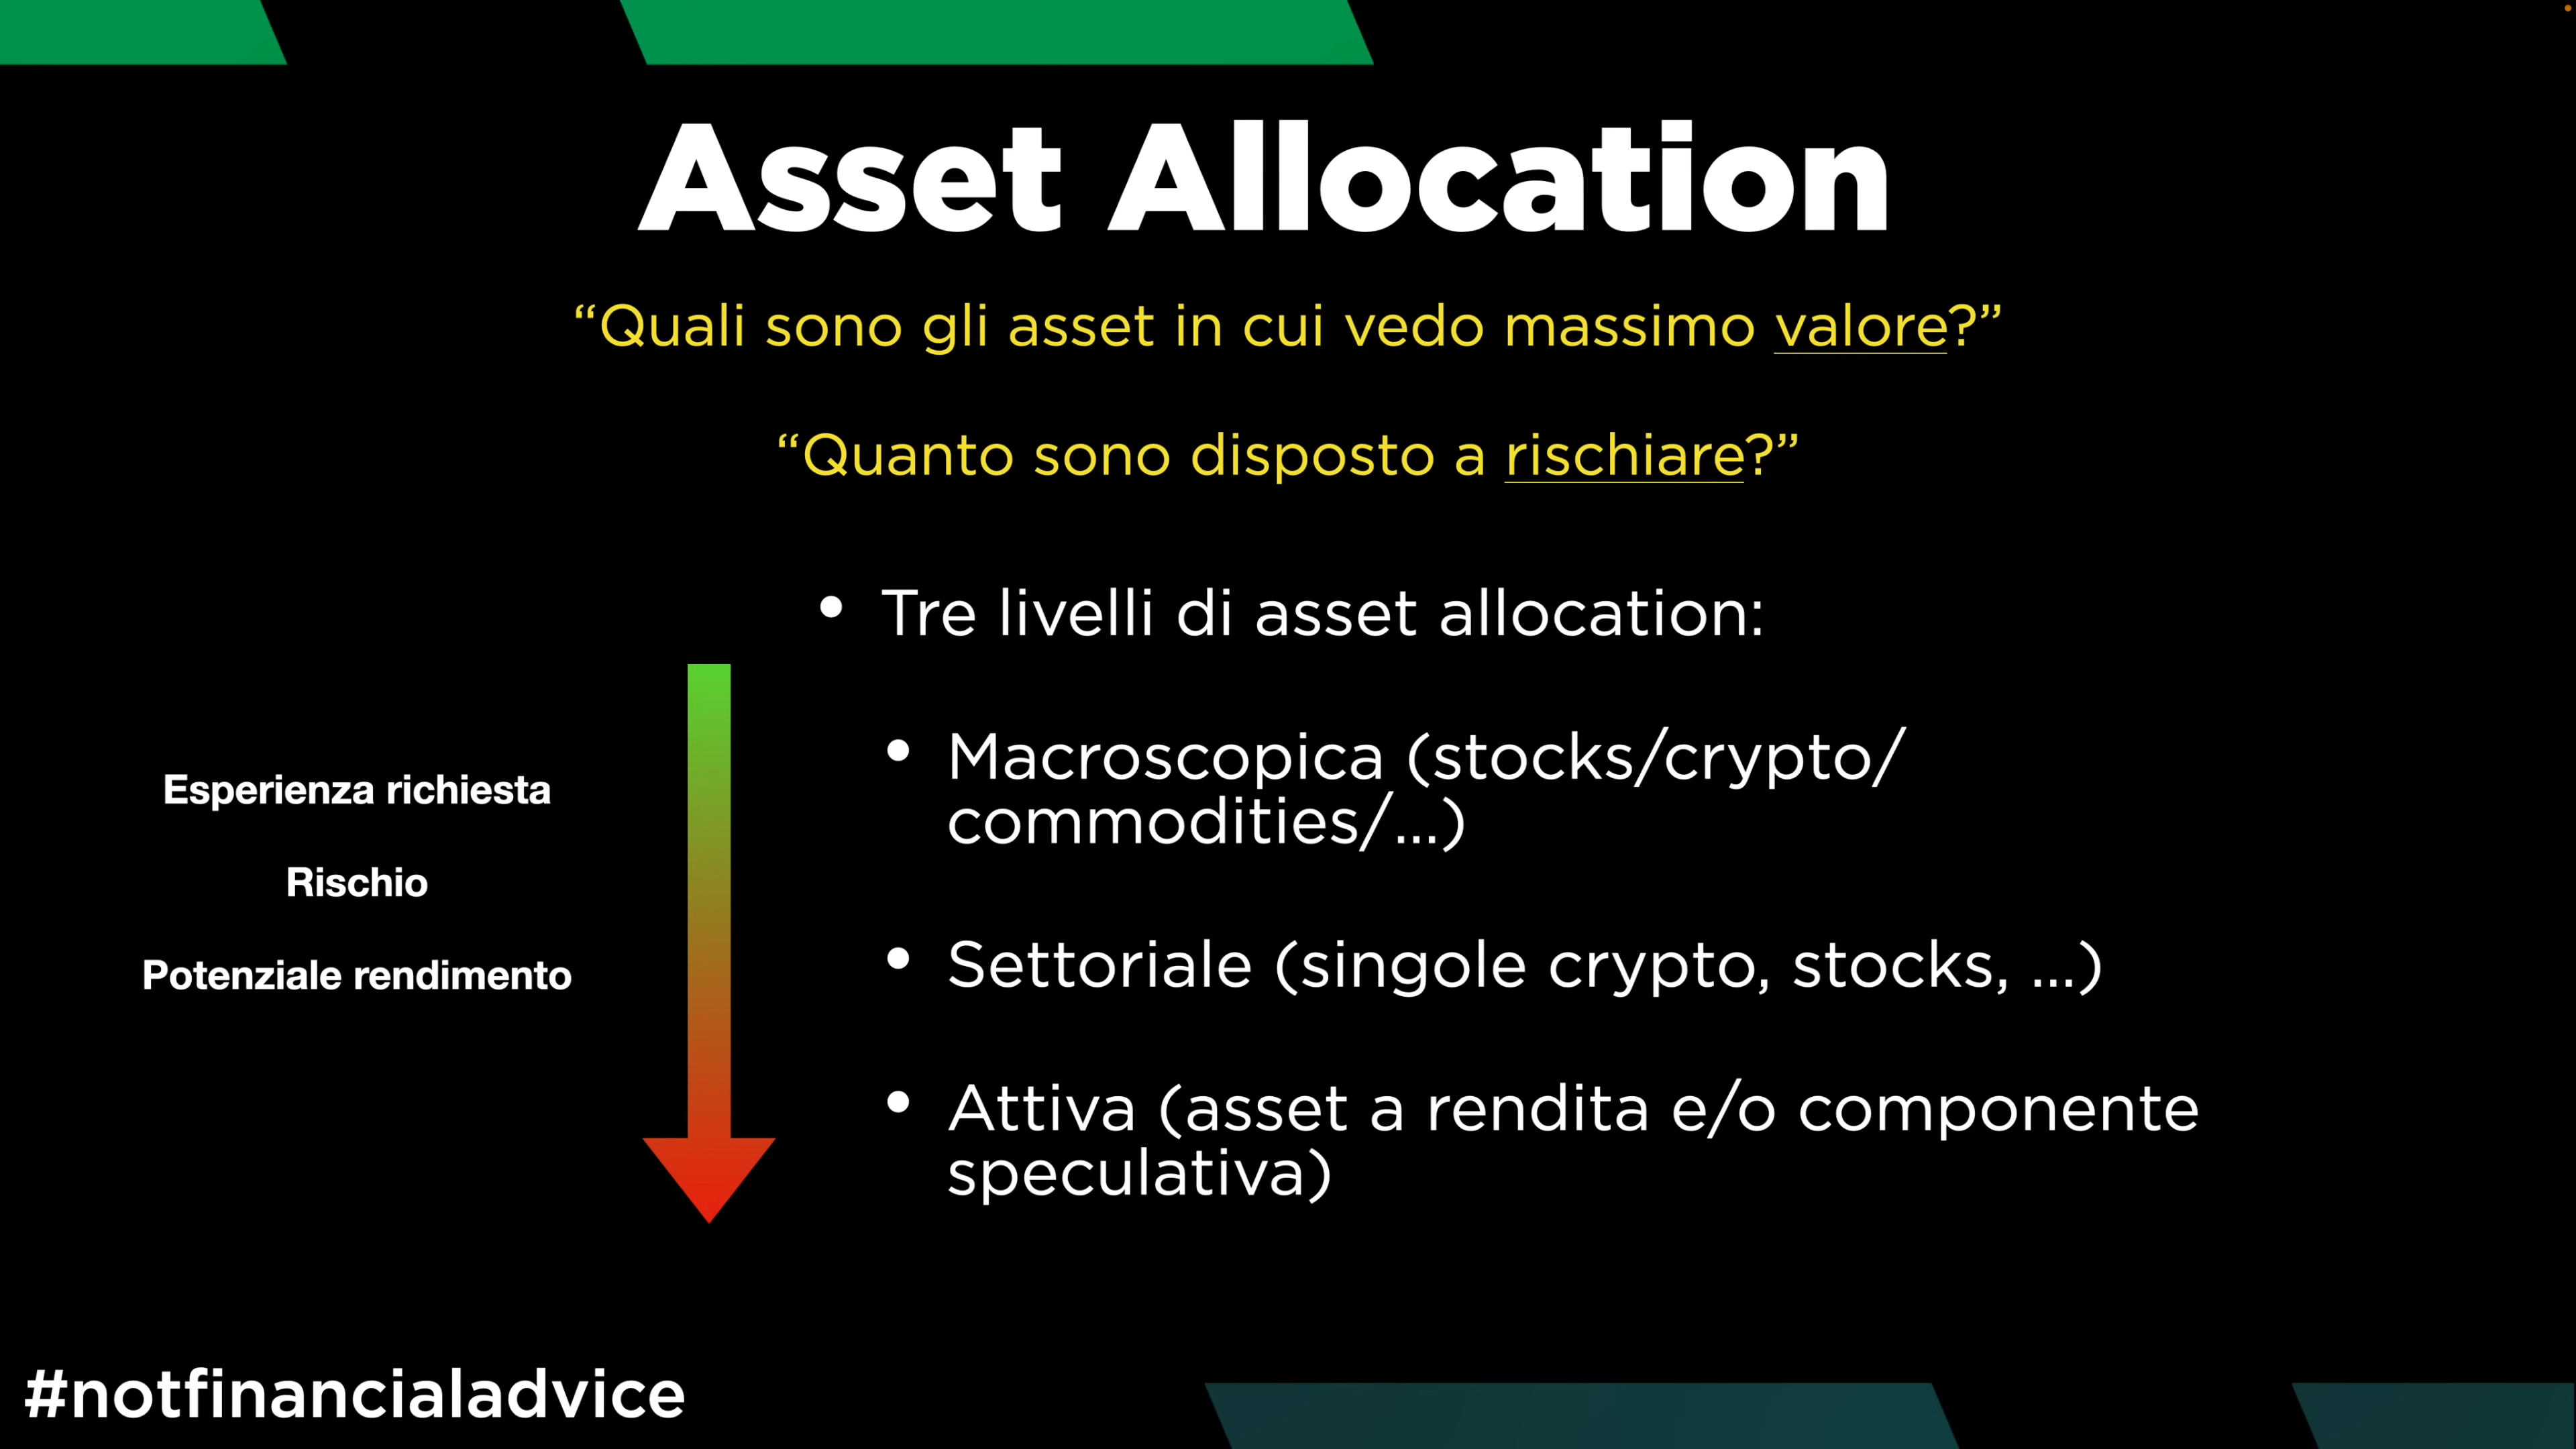 Asset Allocation
“Quali sono gli asset in cui vedo massimo valore?”
“Quanto sono disposto a rischiare?”
• Tre livelli di asset allocation:
• Macroscopica (stocks/crypto/
commodities/...)
• Settoriale (singole crypto, stocks, ...)
• Attiva (asset a rendita e/o componente
speculativa)
Esperienza richiesta
Rischio
Potenziale rendimento
#notfinancialadvice